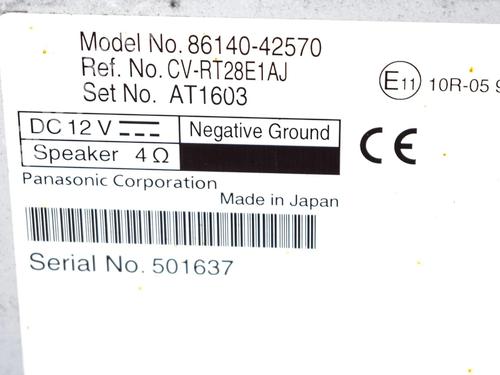 Model No. 86140-42570
Ref. No. CV-RT28E1AJ
Set No. AT1603
E11 10R-05 9
DC 12 V Negative Ground
Speaker 4 Ω
CE
Panasonic Corporation
Made in Japan
Serial No. 501637